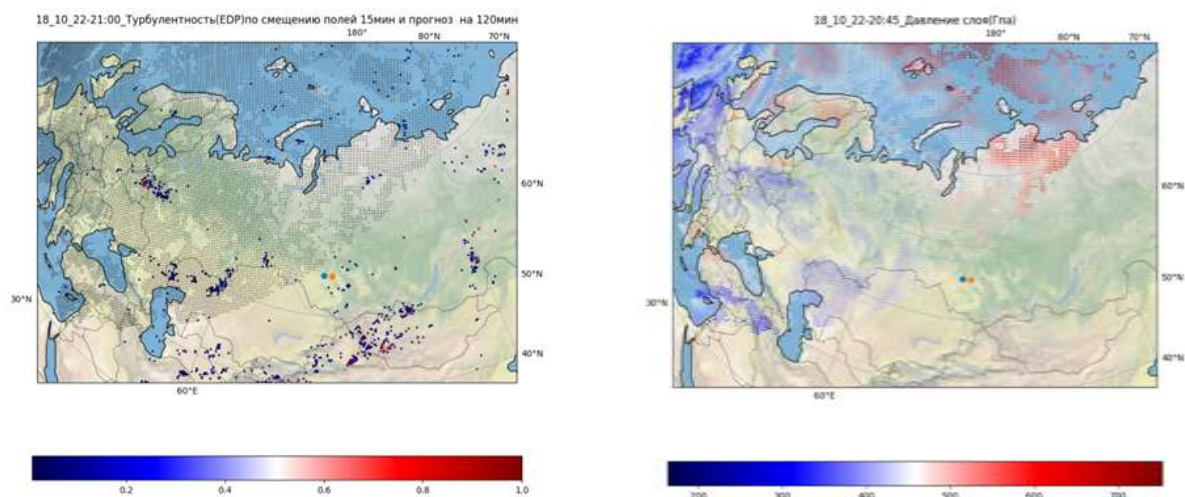 18_10_22-21:00_Турбулентность(EDP)по смещению полей 15мин и прогноз на 120мин
180° 80°N 70°N
60°N
50°N
30°N
40°N
60°E
0.2 0.4 0.6 0.8 1.0
18_10_22-20:45_Давление слоя(Гпа)
180° 80°N 70°N
60°N
50°N
30°N
40°N
60°E
200 300 400 500 600 700